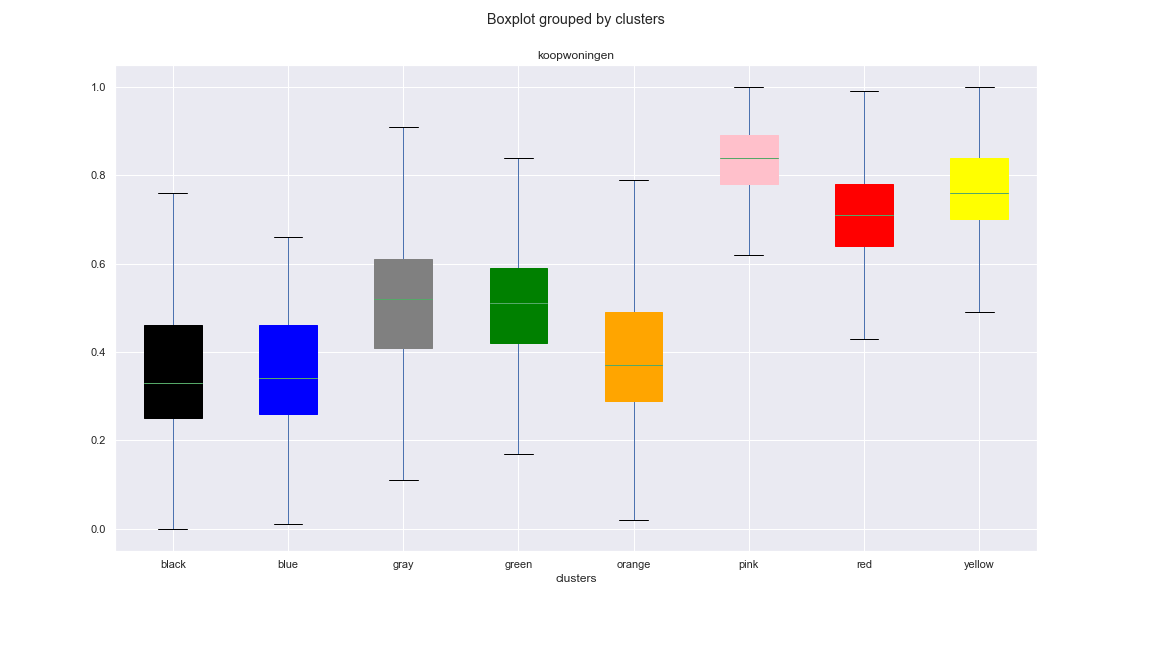 Boxplot grouped by clusters
koopwoningen
1.0
0.8
0.6
0.4
0.2
0.0
black blue gray green orange pink red yellow
clusters